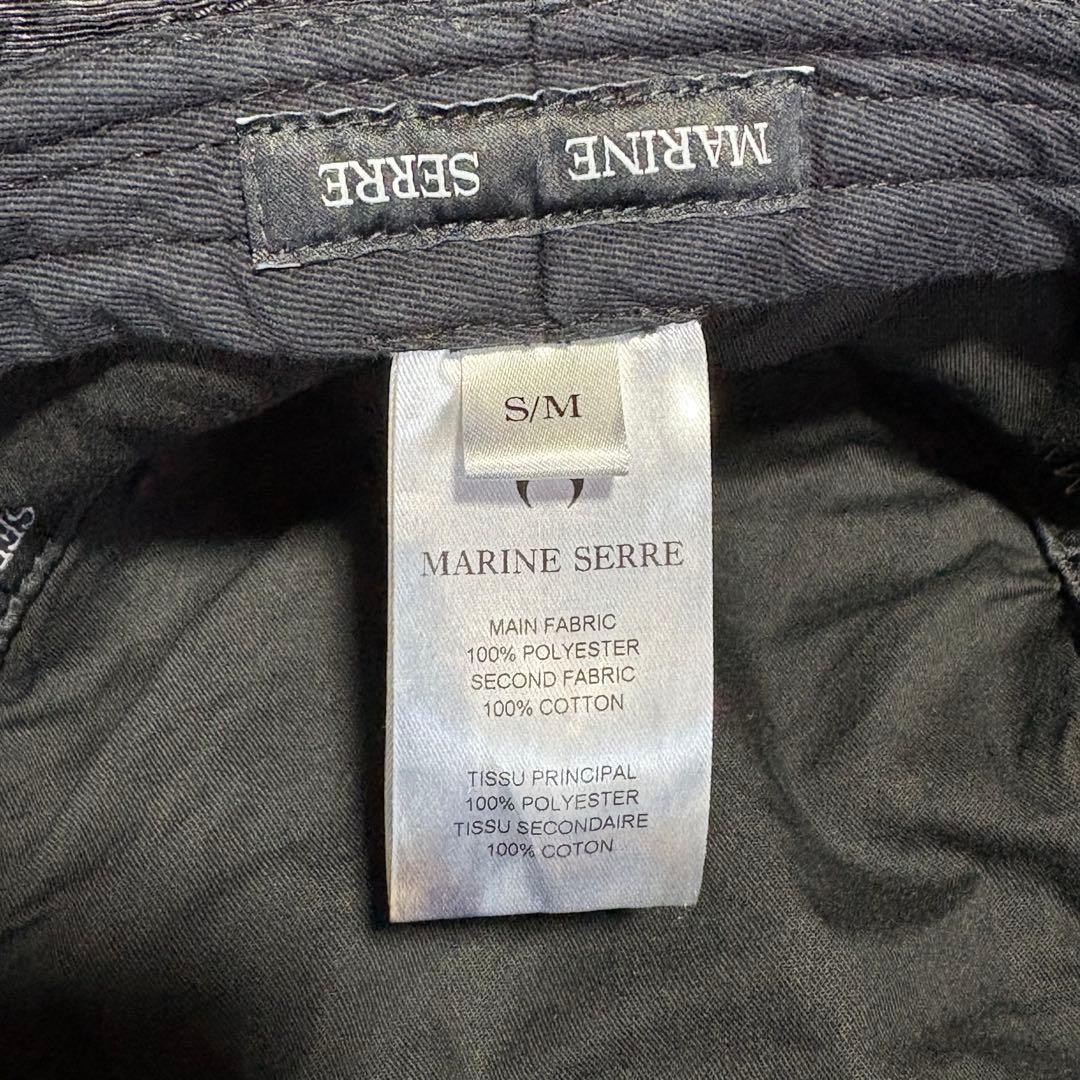 MARINE SERRE
S/M
MARINE SERRE
MAIN FABRIC
100% POLYESTER
SECOND FABRIC
100% COTTON
TISSU PRINCIPAL
100% POLYESTER
TISSU SECONDAIRE
100% COTON